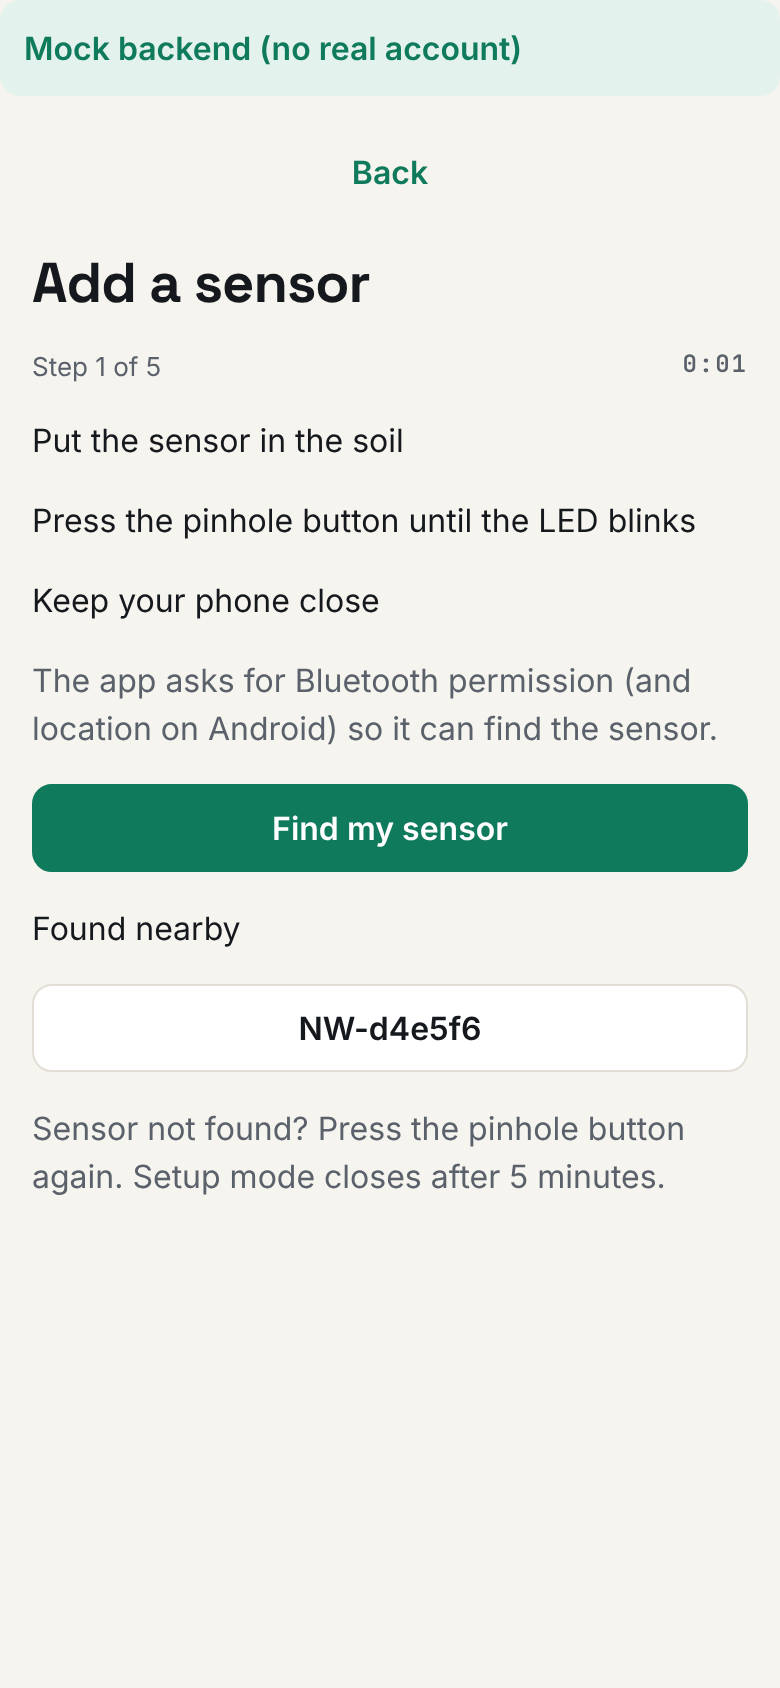 Mock backend (no real account)
Back
Add a sensor
Step 1 of 5
0:01
Put the sensor in the soil
Press the pinhole button until the LED blinks
Keep your phone close
The app asks for Bluetooth permission (and
location on Android) so it can find the sensor.
Find my sensor
Found nearby
NW-d4e5f6
Sensor not found? Press the pinhole button
again. Setup mode closes after 5 minutes.